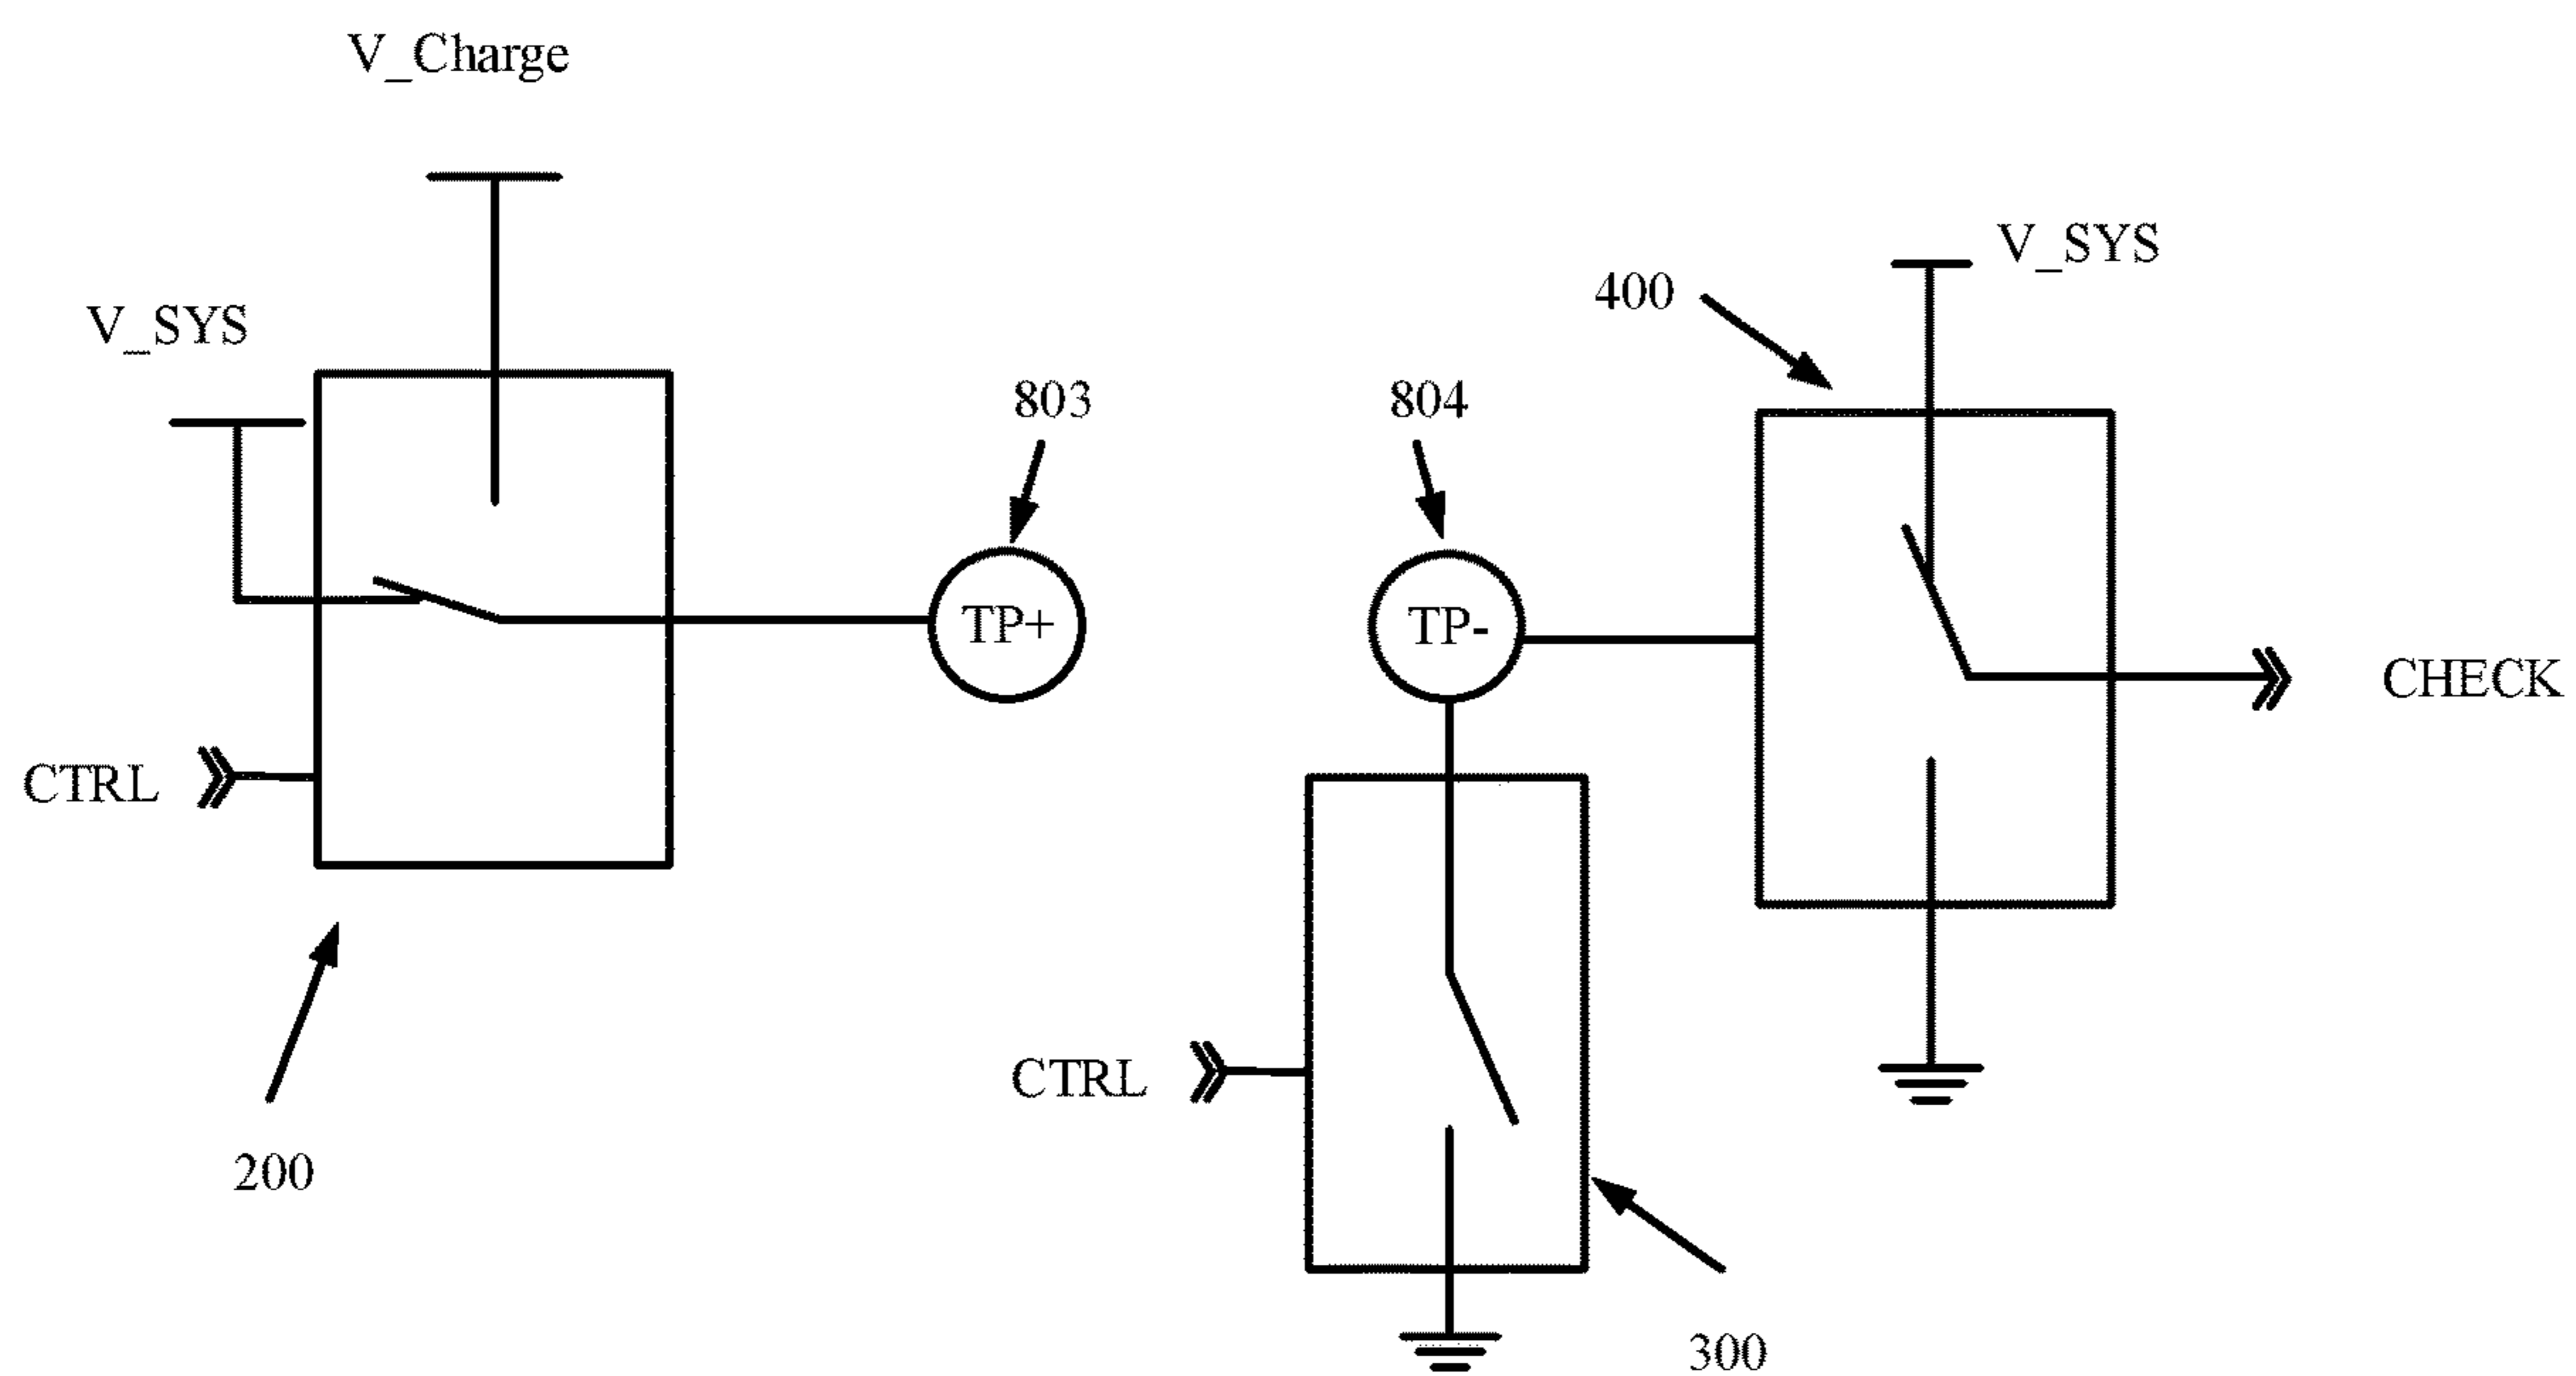 V_Charge
V_SYS
V_SYS
400
803
804
TP+
TP-
CHECK
CTRL
CTRL
200
300